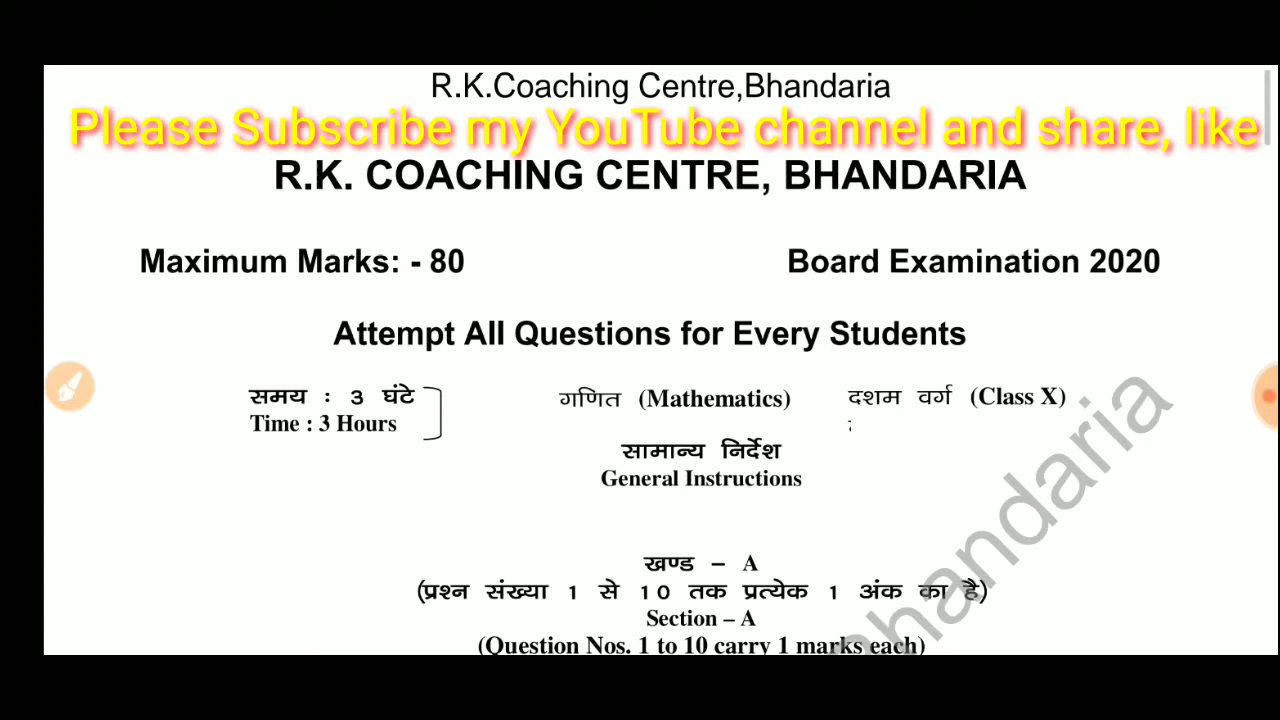 R.K.Coaching Centre,Bhandaria
Please Subscribe my YouTube channel and share, like
R.K. COACHING CENTRE, BHANDARIA
Maximum Marks: - 80 Board Examination 2020
Attempt All Questions for Every Students
समय : 3 घंटे गणित (Mathematics) दशम वर्ग (Class X)
Time : 3 Hours
सामान्य निर्देश
General Instructions
खण्ड – A
(प्रश्न संख्या 1 से 10 तक प्रत्येक 1 अंक का है)
Section – A
(Question Nos. 1 to 10 carry 1 marks each)
handaria